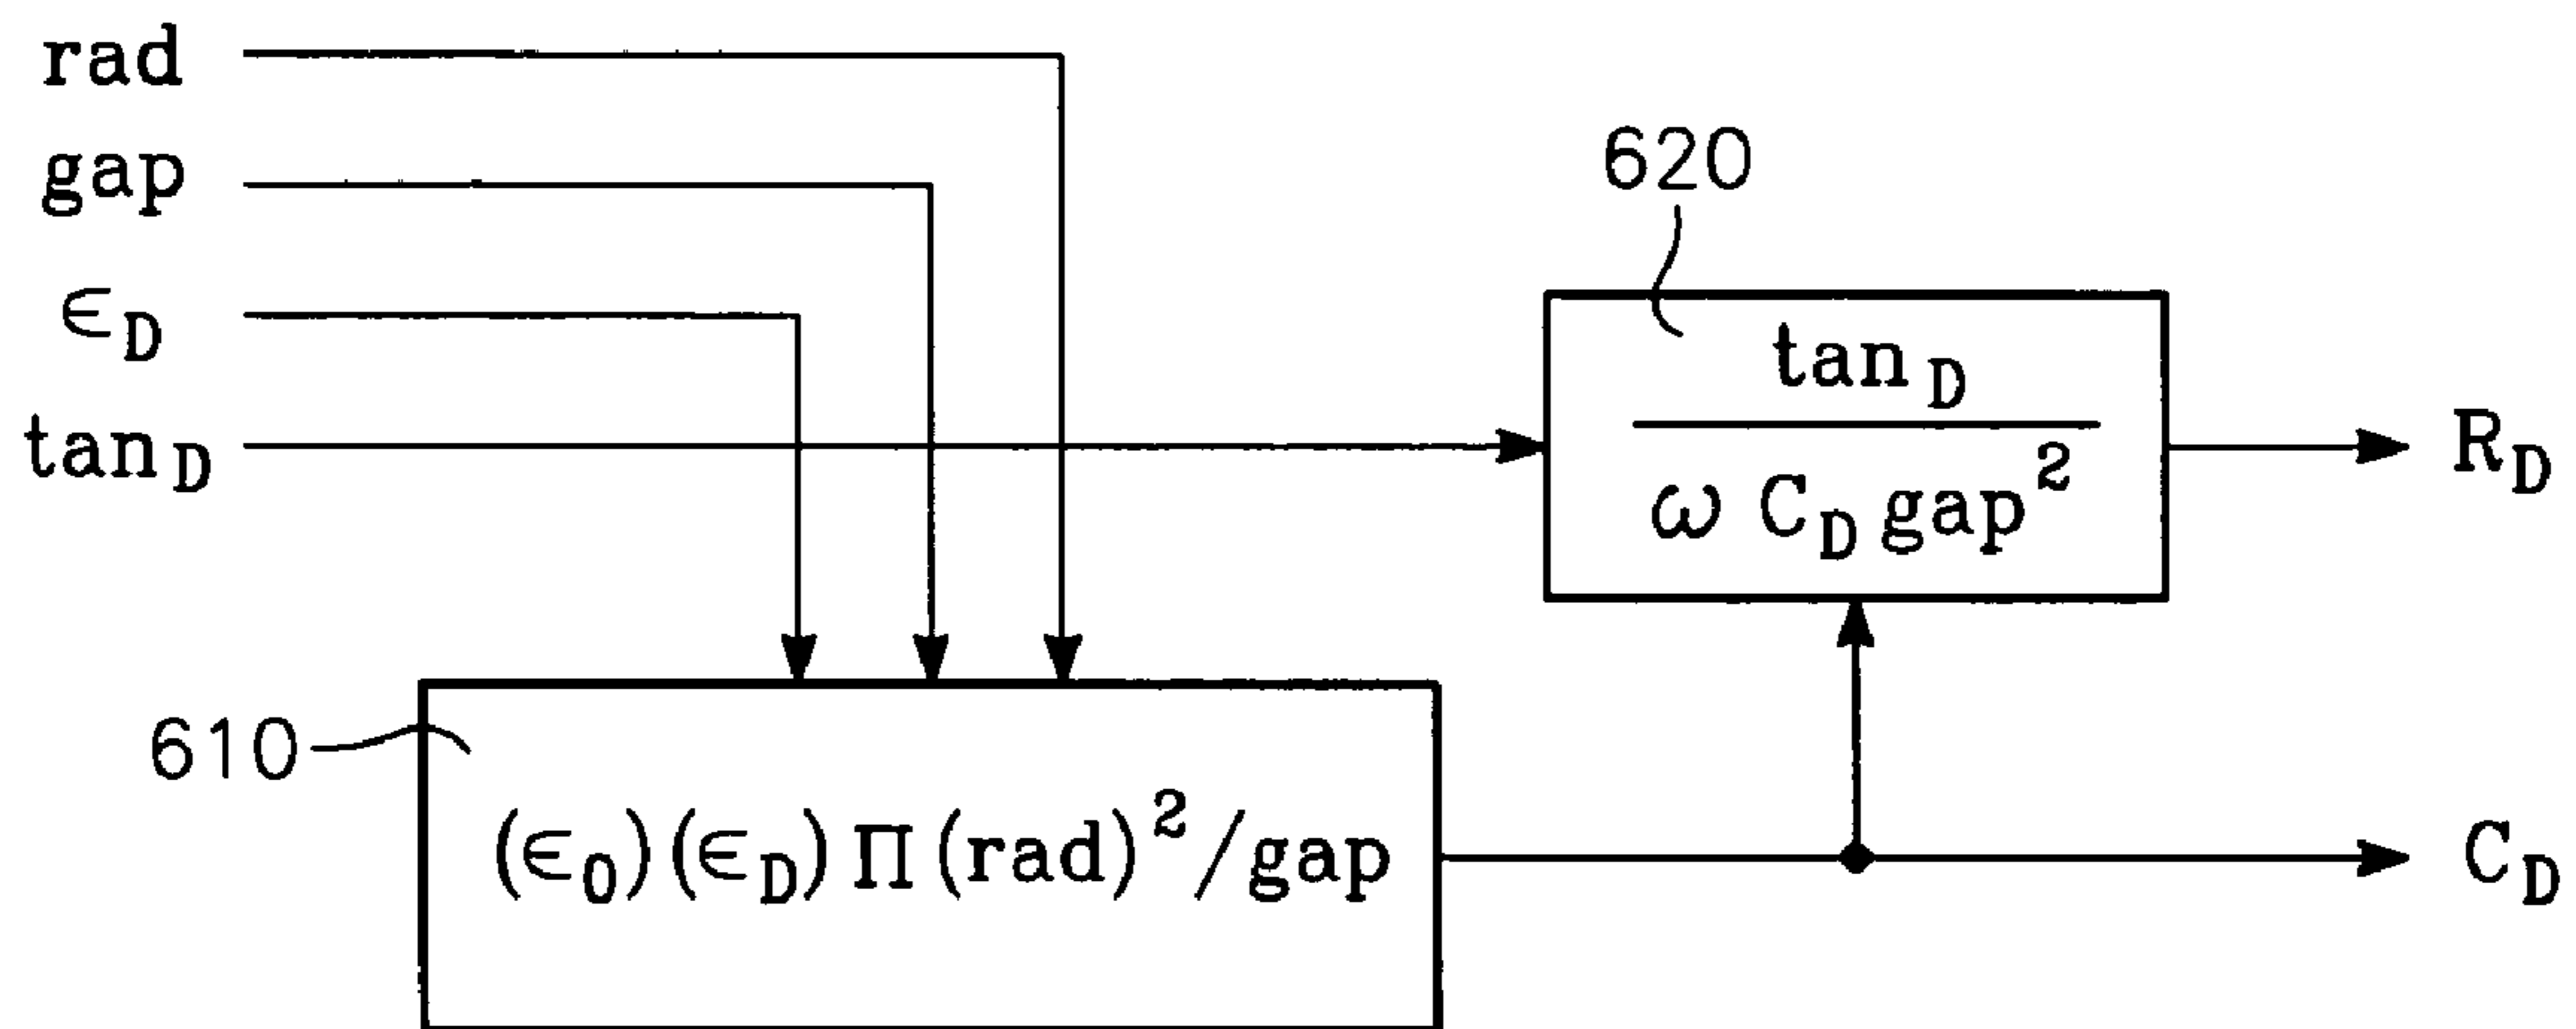 rad
gap
∈D
tanD
620
tanD
ω CD gap²
RD
610
(∈0)(∈D)Π(rad)²/gap
CD